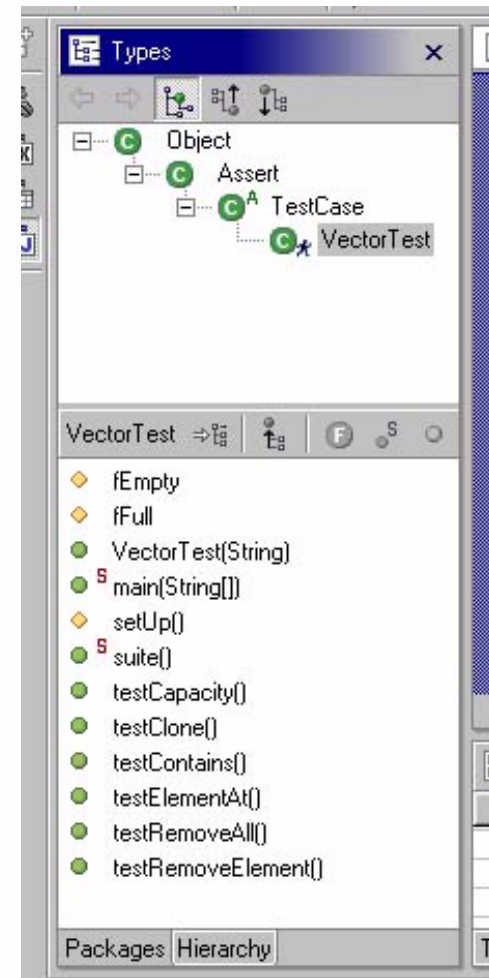 Types
Object
Assert
A TestCase
VectorTest
VectorTest F S
fEmpty
fFull
VectorTest(String)
S main(String[])
setUp()
S suite()
testCapacity()
testClone()
testContains()
testElementAt()
testRemoveAll()
testRemoveElement()
Packages Hierarchy